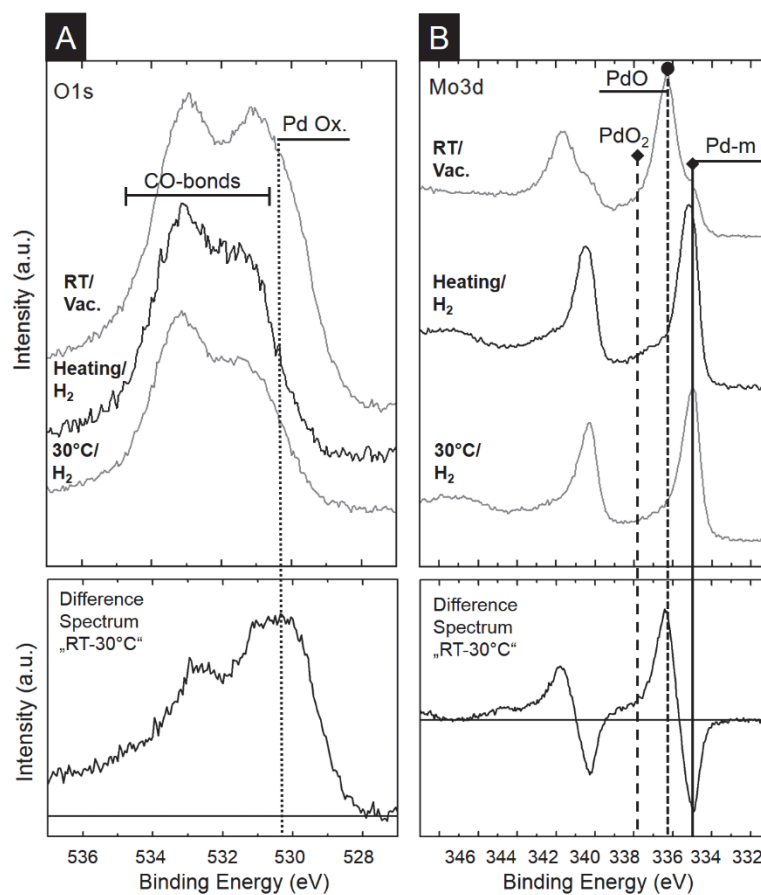 A
B
O1s
Pd Ox.
CO-bonds
RT/
Vac.
Heating/
H₂
30°C/
H₂
Intensity (a.u.)
Mo3d
PdO
PdO₂
Pd-m
RT/
Vac.
Heating/
H₂
30°C/
H₂
Difference
Spectrum
„RT-30°C“
Intensity (a.u.)
536 534 532 530 528
Binding Energy (eV)
Difference
Spectrum
„RT-30°C“
346 344 342 340 338 336 334 332
Binding Energy (eV)